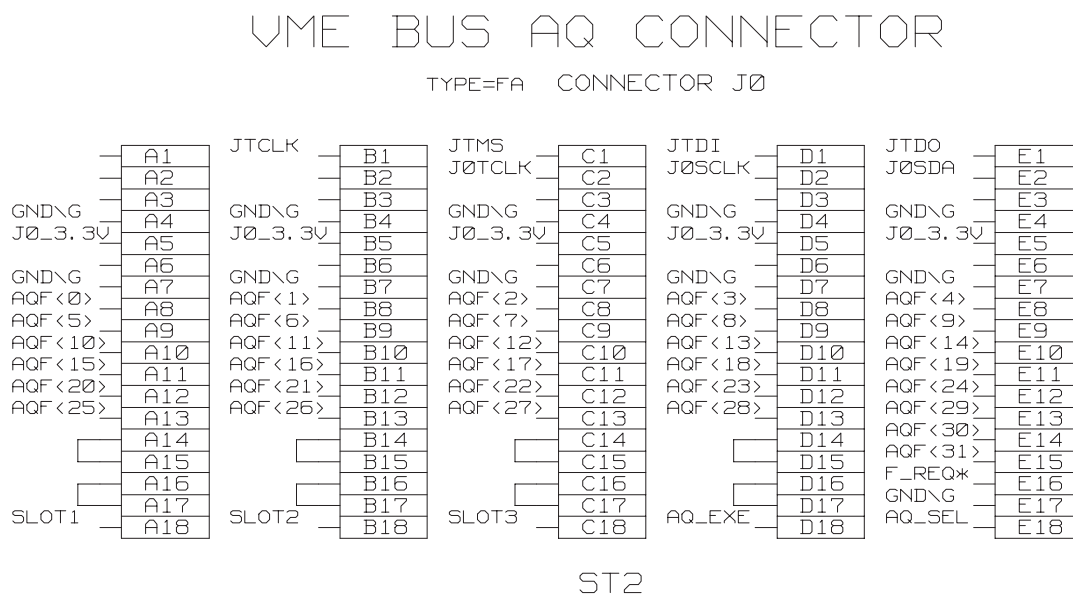 VME BUS AQ CONNECTOR
TYPE=FA CONNECTOR J0
A1 JTCLK B1 JTMS C1 JTDI D1 JTDO E1
A2 B2 J0TCLK C2 J0SCLK D2 J0SDA E2
A3 B3 C3 D3 E3
GND\G A4 GND\G B4 GND\G C4 GND\G D4 GND\G E4
J0_3.3V A5 J0_3.3V B5 J0_3.3V C5 J0_3.3V D5 J0_3.3V E5
A6 B6 C6 D6 E6
GND\G A7 GND\G B7 GND\G C7 GND\G D7 GND\G E7
AQF<0> A8 AQF<1> B8 AQF<2> C8 AQF<3> D8 AQF<4> E8
AQF<5> A9 AQF<6> B9 AQF<7> C9 AQF<8> D9 AQF<9> E9
AQF<10> A10 AQF<11> B10 AQF<12> C10 AQF<13> D10 AQF<14> E10
AQF<15> A11 AQF<16> B11 AQF<17> C11 AQF<18> D11 AQF<19> E11
AQF<20> A12 AQF<21> B12 AQF<22> C12 AQF<23> D12 AQF<24> E12
AQF<25> A13 AQF<26> B13 AQF<27> C13 AQF<28> D13 AQF<29> E13
A14 B14 C14 D14 AQF<30> E14
A15 B15 C15 D15 AQF<31> E15
A16 B16 C16 D16 F_REQ* E16
A17 B17 C17 D17 GND\G E17
SLOT1 A18 SLOT2 B18 SLOT3 C18 AQ_EXE D18 AQ_SEL E18
ST2